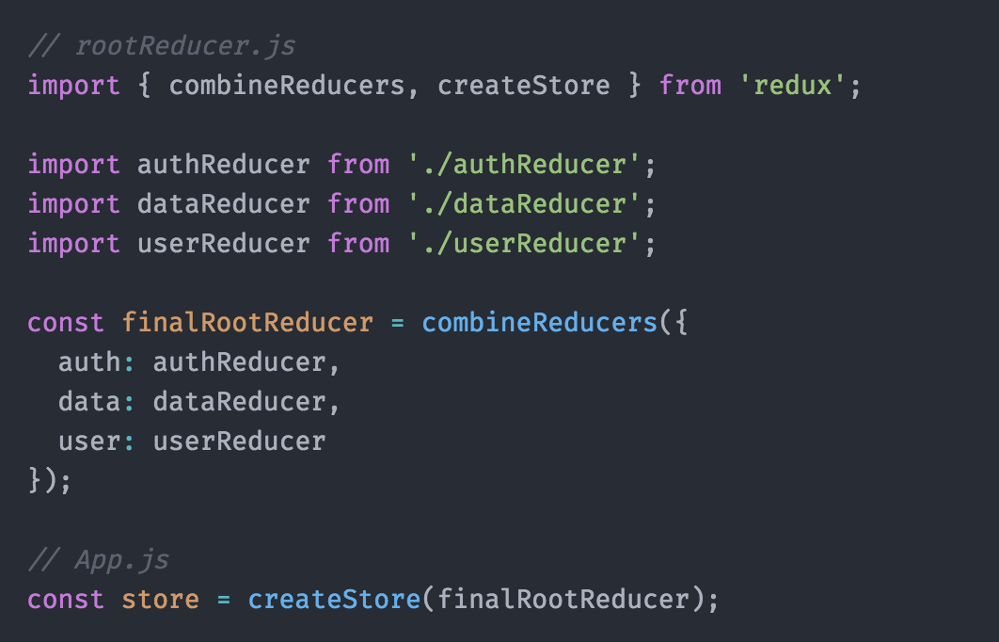 // rootReducer.js
import { combineReducers, createStore } from 'redux';
import authReducer from './authReducer';
import dataReducer from './dataReducer';
import userReducer from './userReducer';
const finalRootReducer = combineReducers({
  auth: authReducer,
  data: dataReducer,
  user: userReducer
});
// App.js
const store = createStore(finalRootReducer);